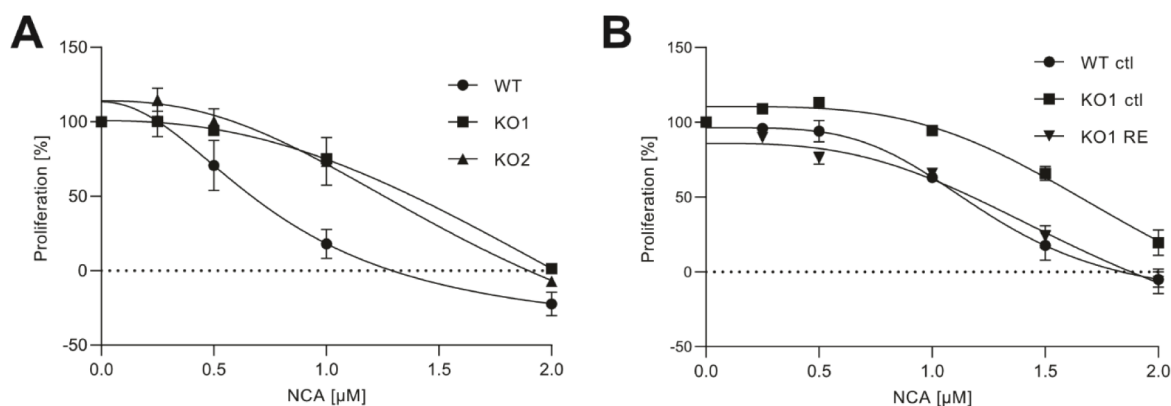 A
150
100
50
0
-50
Proliferation [%]
0.0 0.5 1.0 1.5 2.0
NCA [µM]
WT
KO1
KO2
B
150
100
50
0
-50
Proliferation [%]
0.0 0.5 1.0 1.5 2.0
NCA [µM]
WT ctl
KO1 ctl
KO1 RE